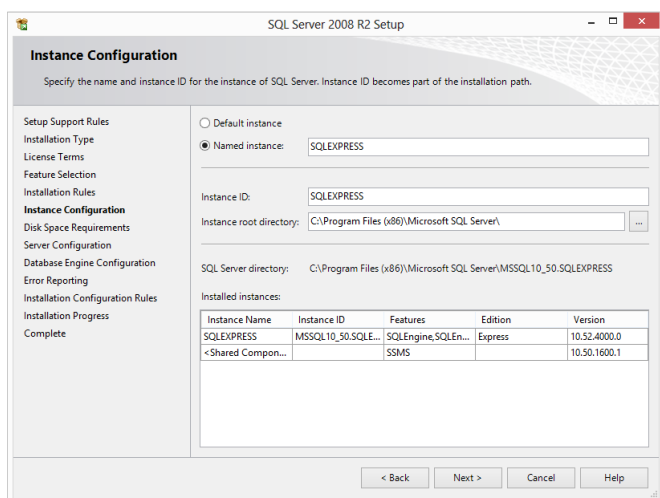 SQL Server 2008 R2 Setup
Instance Configuration
Specify the name and instance ID for the instance of SQL Server. Instance ID becomes part of the installation path.
Setup Support Rules
Installation Type
License Terms
Feature Selection
Installation Rules
Instance Configuration
Disk Space Requirements
Server Configuration
Database Engine Configuration
Error Reporting
Installation Configuration Rules
Installation Progress
Complete
Default instance
Named instance: SQLEXPRESS
Instance ID: SQLEXPRESS
Instance root directory: C:\Program Files (x86)\Microsoft SQL Server\ ...
SQL Server directory: C:\Program Files (x86)\Microsoft SQL Server\MSSQL10_50.SQLEXPRESS
Installed instances:
Instance Name Instance ID Features Edition Version
SQLEXPRESS MSSQL10_50.SQLE... SQLEngine,SQLEn... Express 10.52.4000.0
<Shared Compon... SSMS 10.50.1600.1
< Back Next > Cancel Help